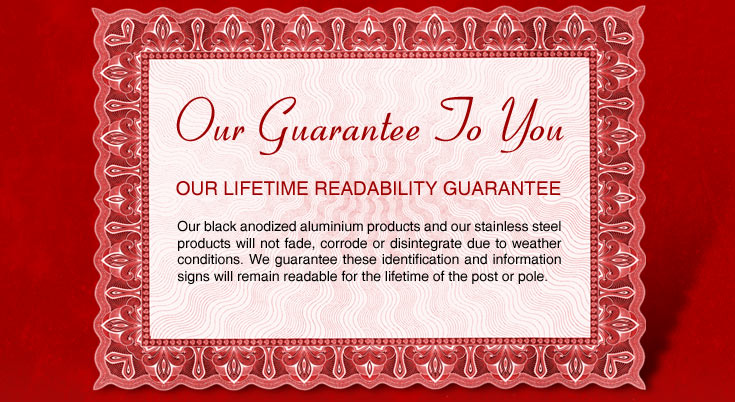 Our Guarantee To You
OUR LIFETIME READABILITY GUARANTEE
Our black anodized aluminium products and our stainless steel
products will not fade, corrode or disintegrate due to weather
conditions. We guarantee these identification and information
signs will remain readable for the lifetime of the post or pole.